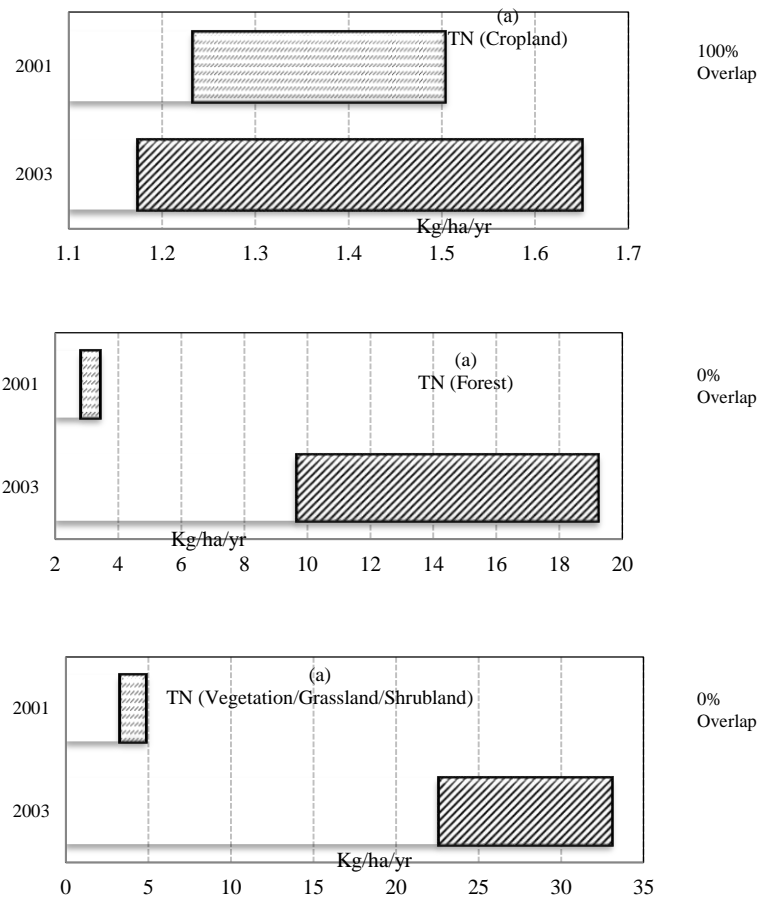 (a)
TN (Cropland)
100%
Overlap
2001
2003
Kg/ha/yr
1.1 1.2 1.3 1.4 1.5 1.6 1.7
(a)
TN (Forest)
0%
Overlap
2001
2003
Kg/ha/yr
2 4 6 8 10 12 14 16 18 20
(a)
TN (Vegetation/Grassland/Shrubland)
0%
Overlap
2001
2003
Kg/ha/yr
0 5 10 15 20 25 30 35